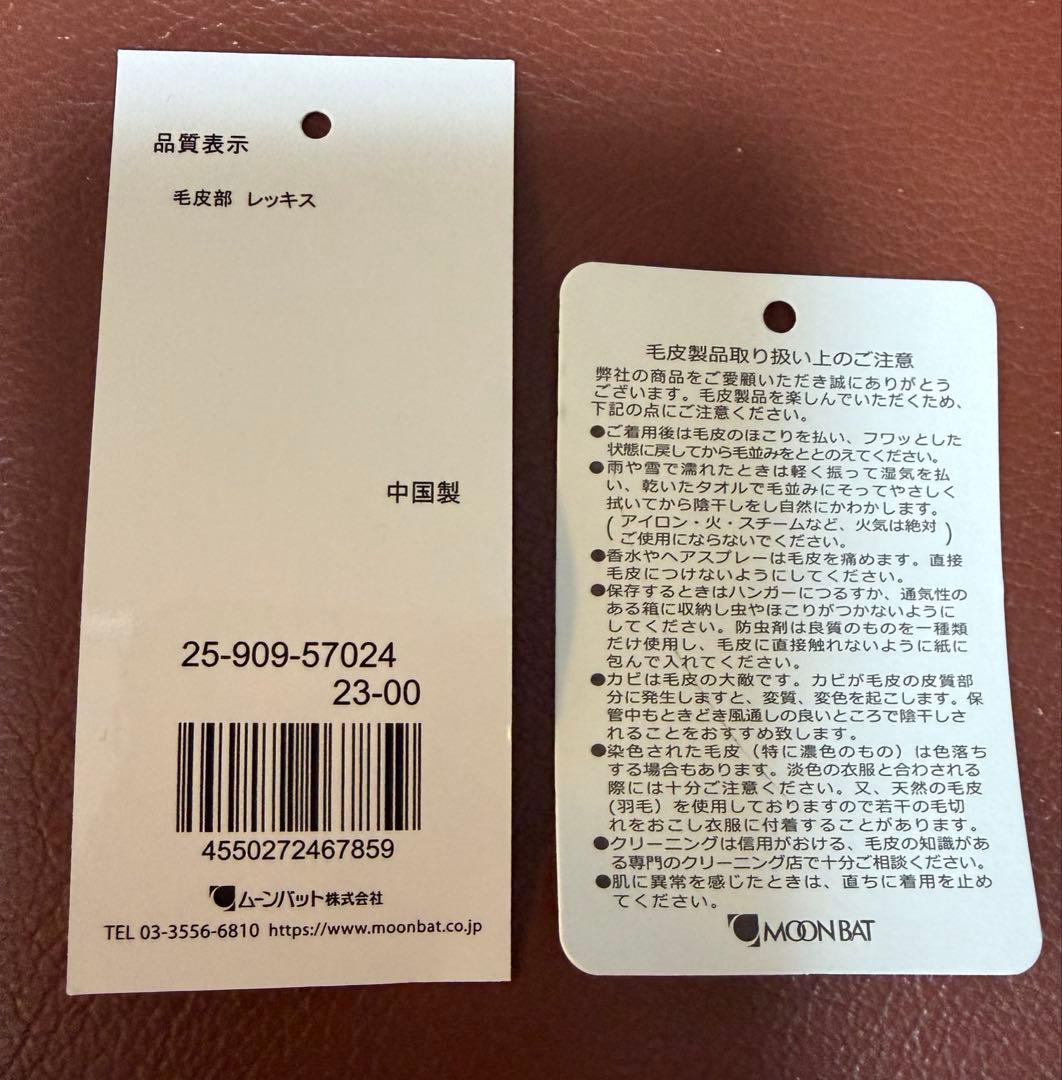 品質表示
毛皮部 レッキス
中国製
25-909-57024
23-00
4550272467859
ムーンバット株式会社
TEL 03-3556-6810 https://www.moonbat.co.jp
毛皮製品取り扱い上のご注意
弊社の商品をご愛顧いただき誠にありがとう
ございます。毛皮製品を楽しんでいただくため、
下記の点にご注意ください。
●ご着用後は毛皮のほこりを払い、フワッとした
状態に戻してから毛並みをととのえてください。
●雨や雪で濡れたときは軽く振って湿気を払
い、乾いたタオルで毛並みにそってやさしく
拭いてから陰干しをし自然にかわかします。
(アイロン・火・スチームなど、火気は絶対
ご使用にならないでください。)
●香水やヘアスプレーは毛皮を痛めます。直接
毛皮につけないようにしてください。
●保存するときはハンガーにつるすか、通気性の
ある箱に収納し虫やほこりがつかないように
してください。防虫剤は良質のものを一種類
だけ使用し、毛皮に直接触れないように紙に
包んで入れてください。
●カビは毛皮の大敵です。カビが毛皮の皮質部
分に発生しますと、変質、変色を起こします。保
管中もときどき風通しの良いところで陰干しさ
れることをおすすめ致します。
●染色された毛皮（特に濃色のもの）は色落ち
する場合もあります。淡色の衣服と合わされる
際には十分ご注意ください。又、天然の毛皮
(羽毛）を使用しておりますので若干の毛切
れをおこし衣服に付着することがあります。
●クリーニングは信用がおける、毛皮の知識があ
る専門のクリーニング店で十分ご相談ください。
●肌に異常を感じたときは、直ちに着用を止め
てください。
MOONBAT